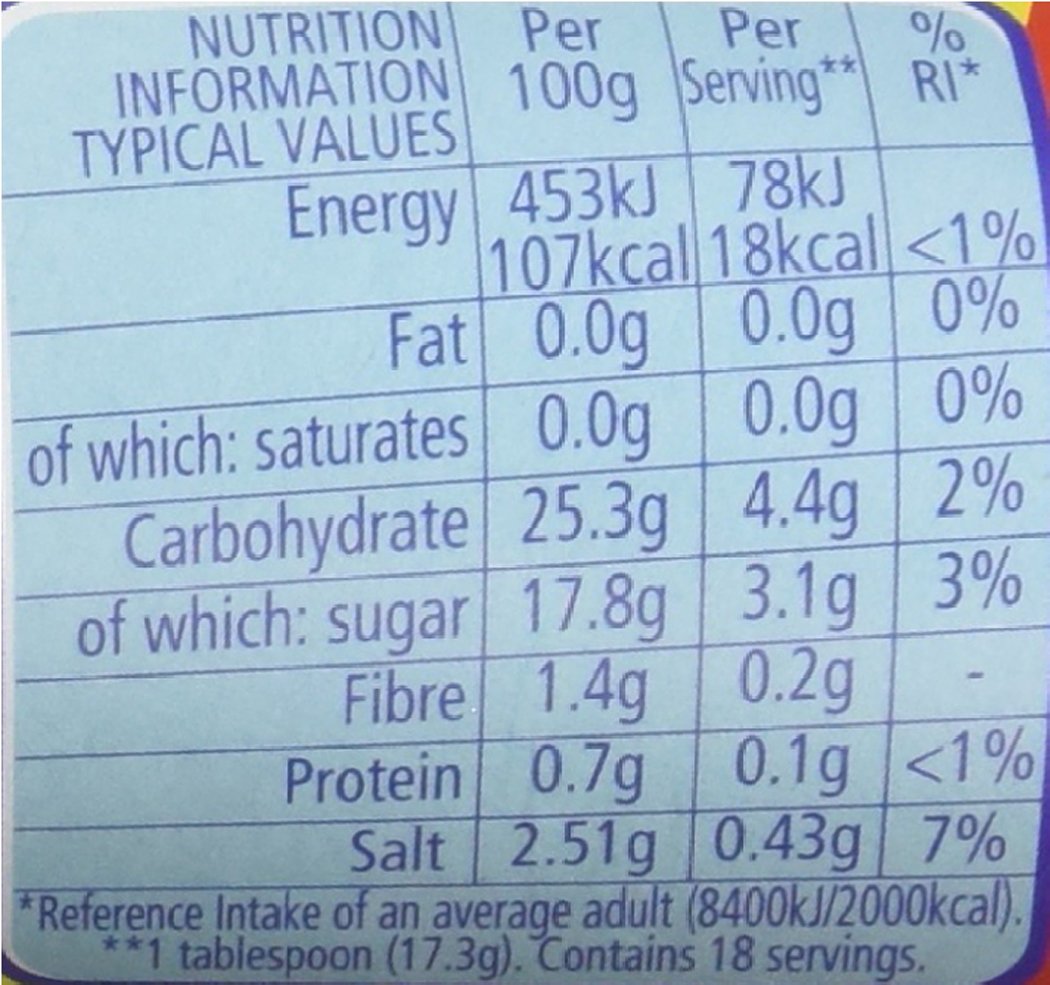 NUTRITION INFORMATION TYPICAL VALUES Per 100g Per Serving** % RI*
Energy 453kJ 78kJ
107kcal 18kcal <1%
Fat 0.0g 0.0g 0%
of which: saturates 0.0g 0.0g 0%
Carbohydrate 25.3g 4.4g 2%
of which: sugar 17.8g 3.1g 3%
Fibre 1.4g 0.2g -
Protein 0.7g 0.1g <1%
Salt 2.51g 0.43g 7%
*Reference Intake of an average adult (8400kJ/2000kcal).
**1 tablespoon (17.3g). Contains 18 servings.